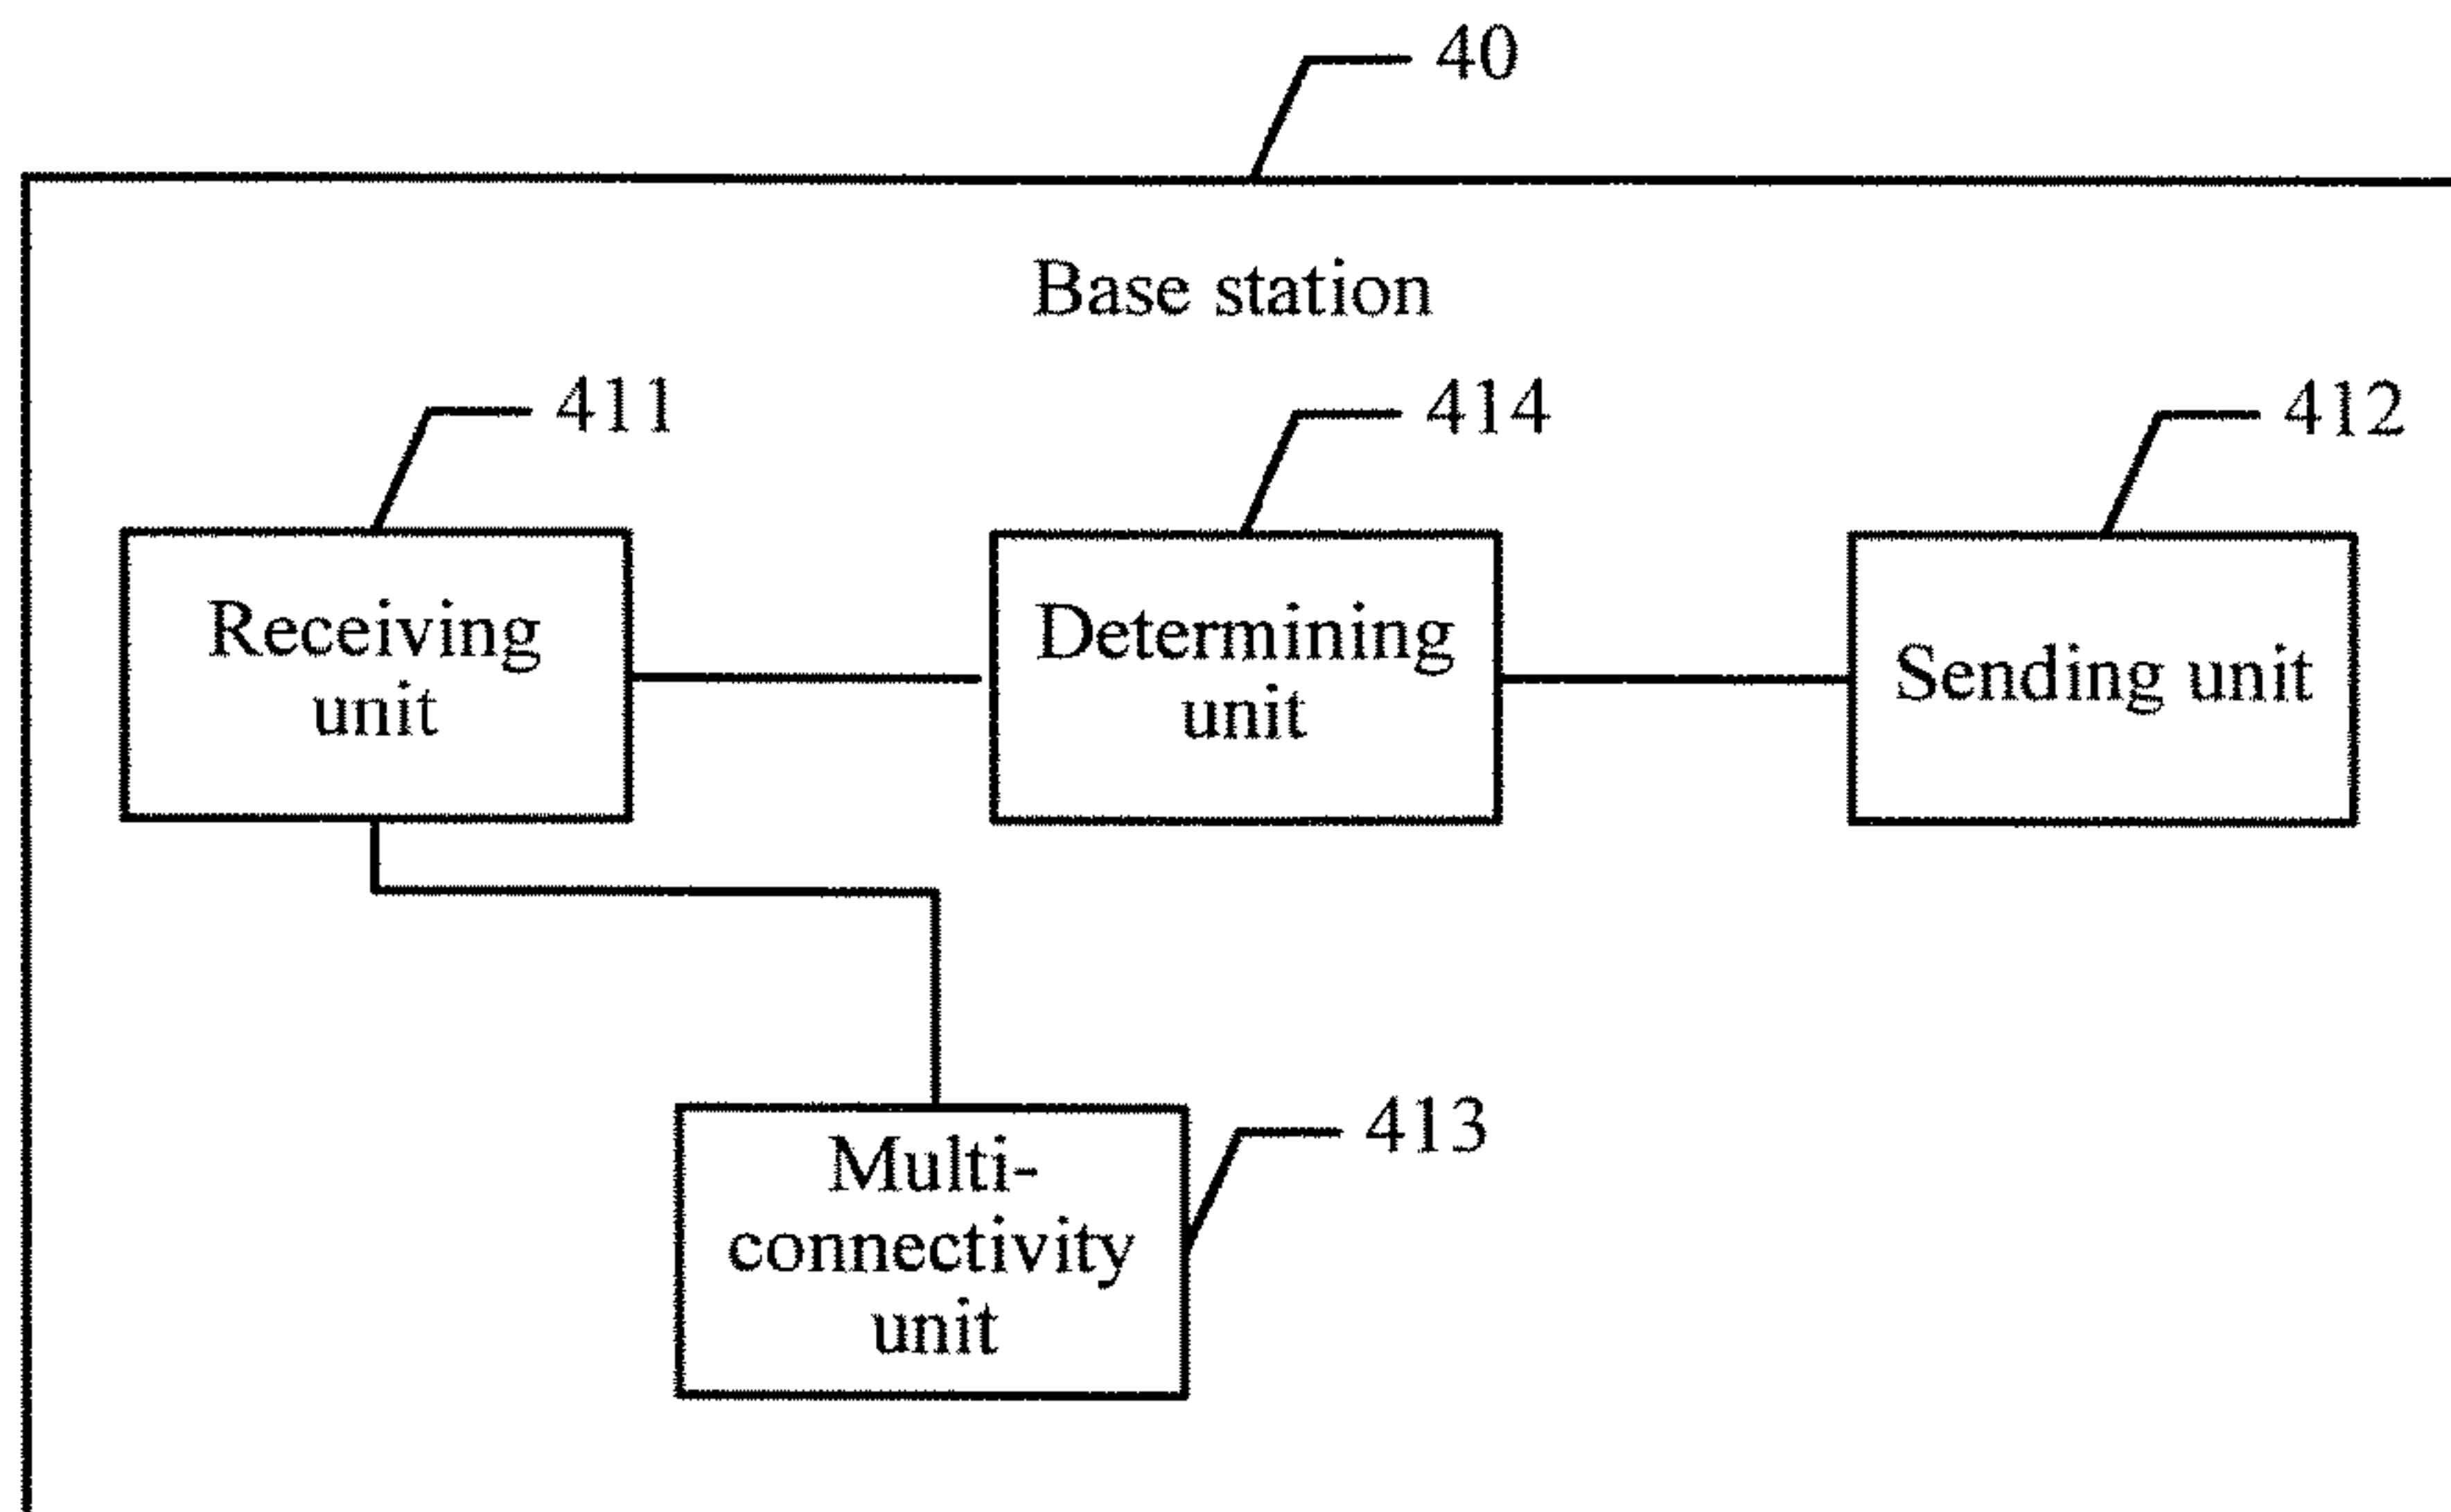 40
Base station
411
414
412
Receiving
unit
Determining
unit
Sending unit
413
Multi-
connectivity
unit